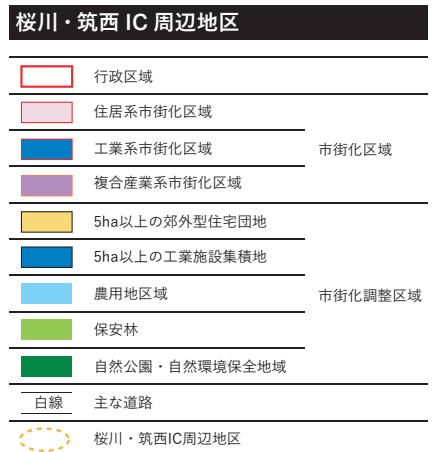 桜川・筑西 IC 周辺地区
行政区域
住居系市街化区域
工業系市街化区域
市街化区域
複合産業系市街化区域
5ha以上の郊外型住宅団地
5ha以上の工業施設集積地
農用地区域
市街化調整区域
保安林
自然公園・自然環境保全地域
白線 主な道路
桜川・筑西IC周辺地区